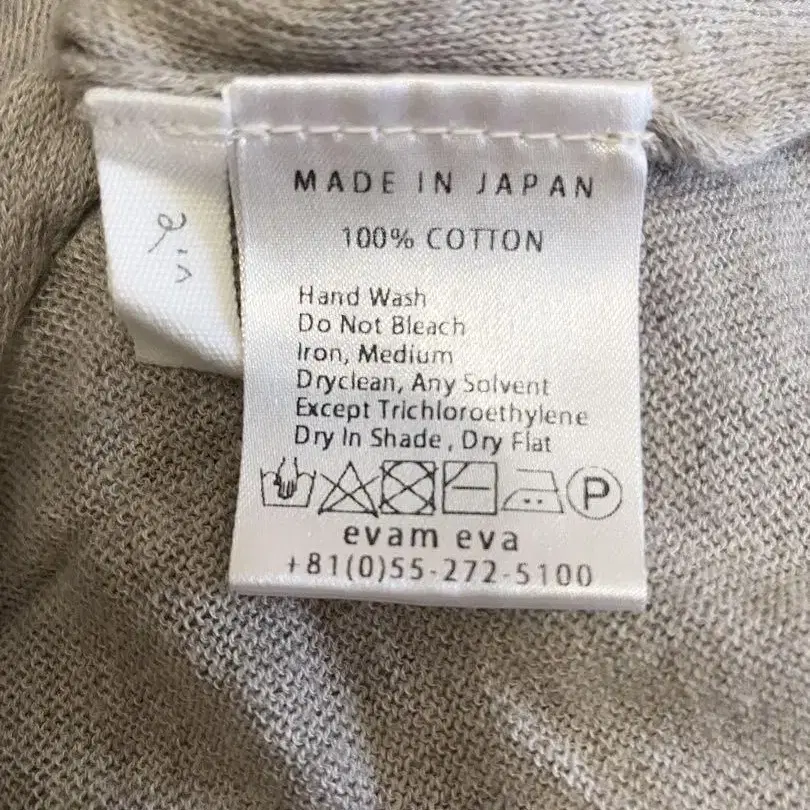 MADE IN JAPAN
100% COTTON
Hand Wash
Do Not Bleach
Iron, Medium
Dryclean, Any Solvent
Except Trichloroethylene
Dry In Shade, Dry Flat
P
evam eva
+81(0)55-272-5100